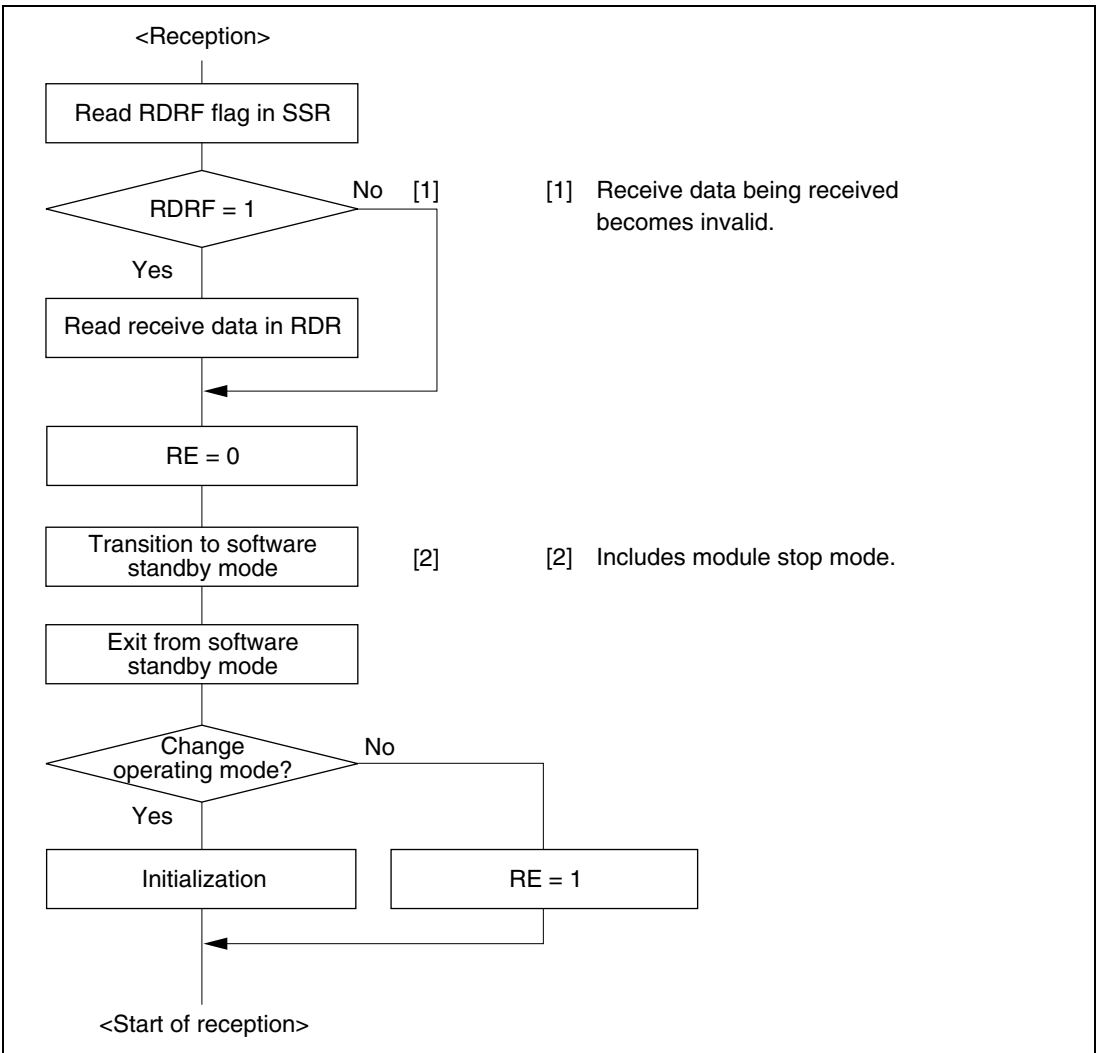 <Reception>
Read RDRF flag in SSR
No [1]
[1] Receive data being received
RDRF = 1
becomes invalid.
Yes
Read receive data in RDR
RE = 0
Transition to software
standby mode
[2]
[2] Includes module stop mode.
Exit from software
standby mode
Change
operating mode?
No
Yes
Initialization
RE = 1
<Start of reception>